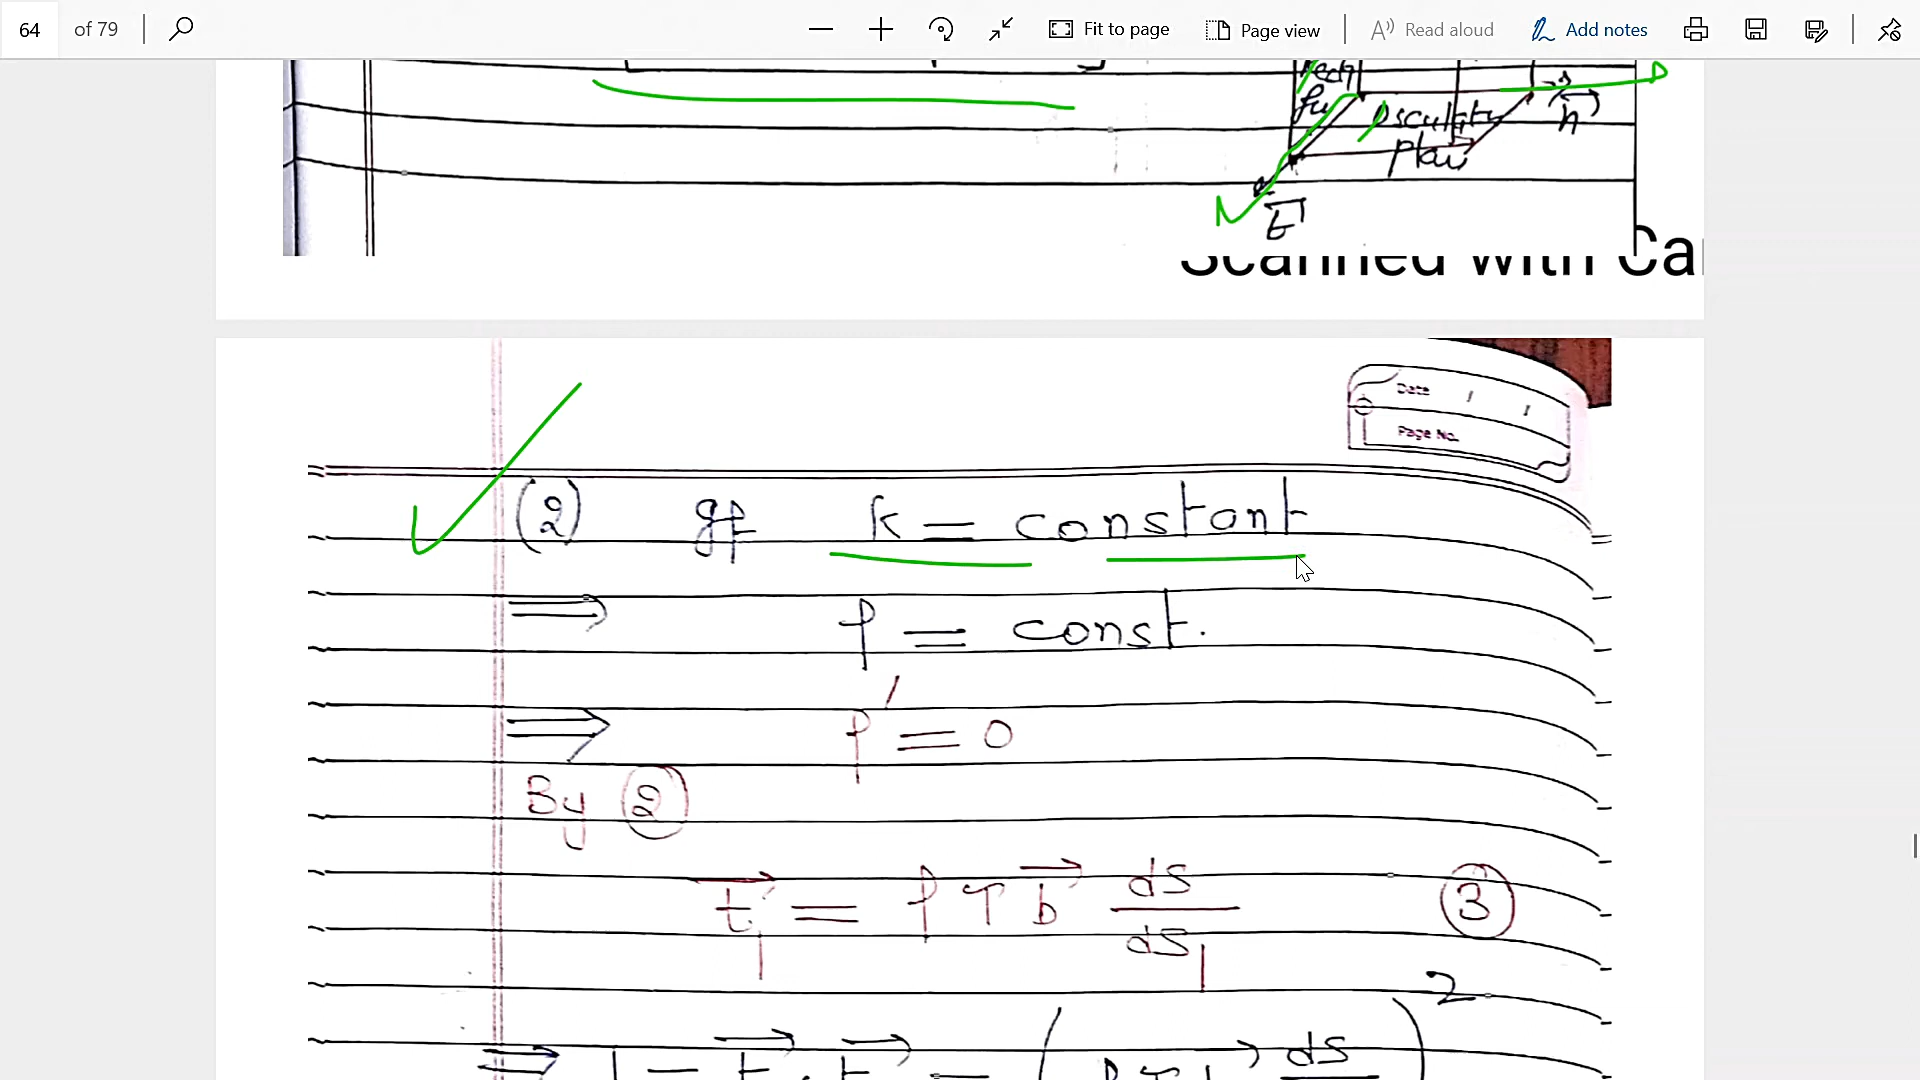 64 of 79 Fit to page Page view A Read aloud Add notes
Osculating
plane
n
t
Scanned with Ca
Date / /
Page No.
(2) If k = constant
⇒ ρ = const.
⇒ ρ' = 0
By ②
t₁ = ρ τ b ds/ds₁ ③